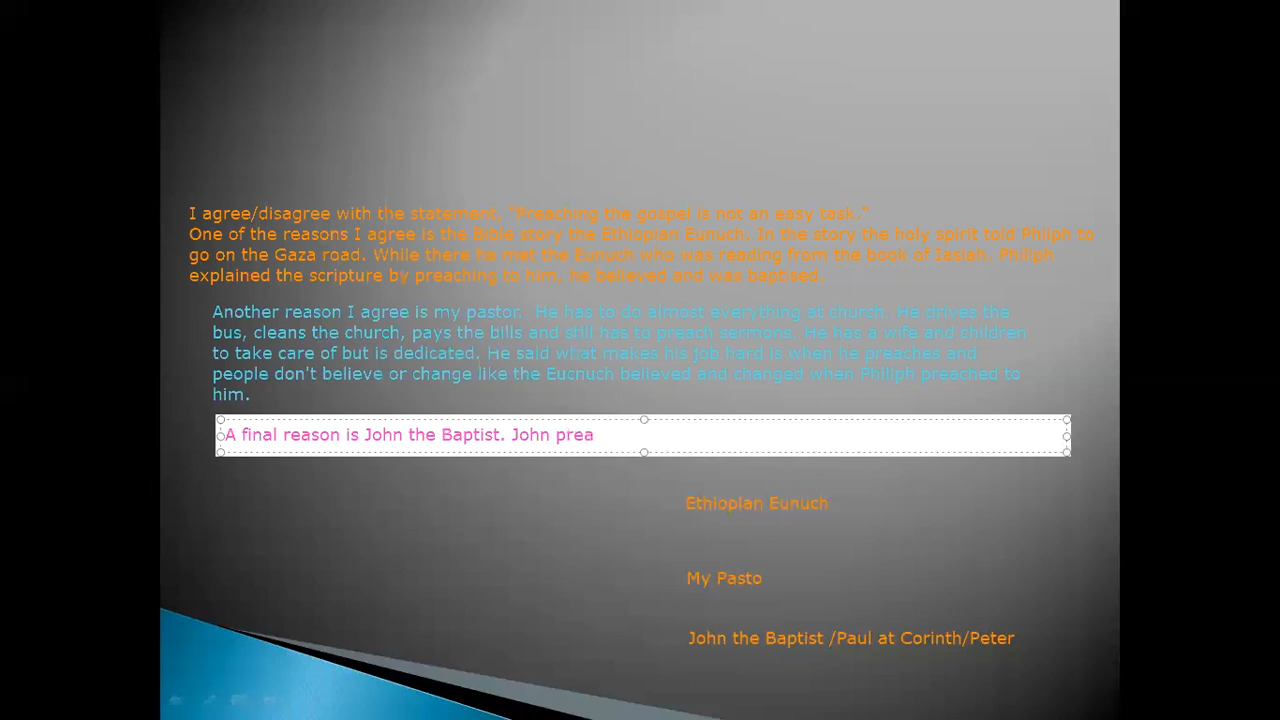 I agree/disagree with the statement, "Preaching the gospel is not an easy task."
One of the reasons I agree is the Bible story the Ethiopian Eunuch. In the story the holy spirit told Philph to
go on the Gaza road. While there he met the Eunuch who was reading from the book of Iasiah. Philiph
explained the scripture by preaching to him, he believed and was baptised.
Another reason I agree is my pastor.  He has to do almost everything at church. He drives the
bus, cleans the church, pays the bills and still has to preach sermons. He has a wife and children
to take care of but is dedicated. He said what makes his job hard is when he preaches and
people don't believe or change like the Eucnuch believed and changed when Philiph preached to
him.
A final reason is John the Baptist. John prea
Ethiopian Eunuch
My Pasto
John the Baptist /Paul at Corinth/Peter